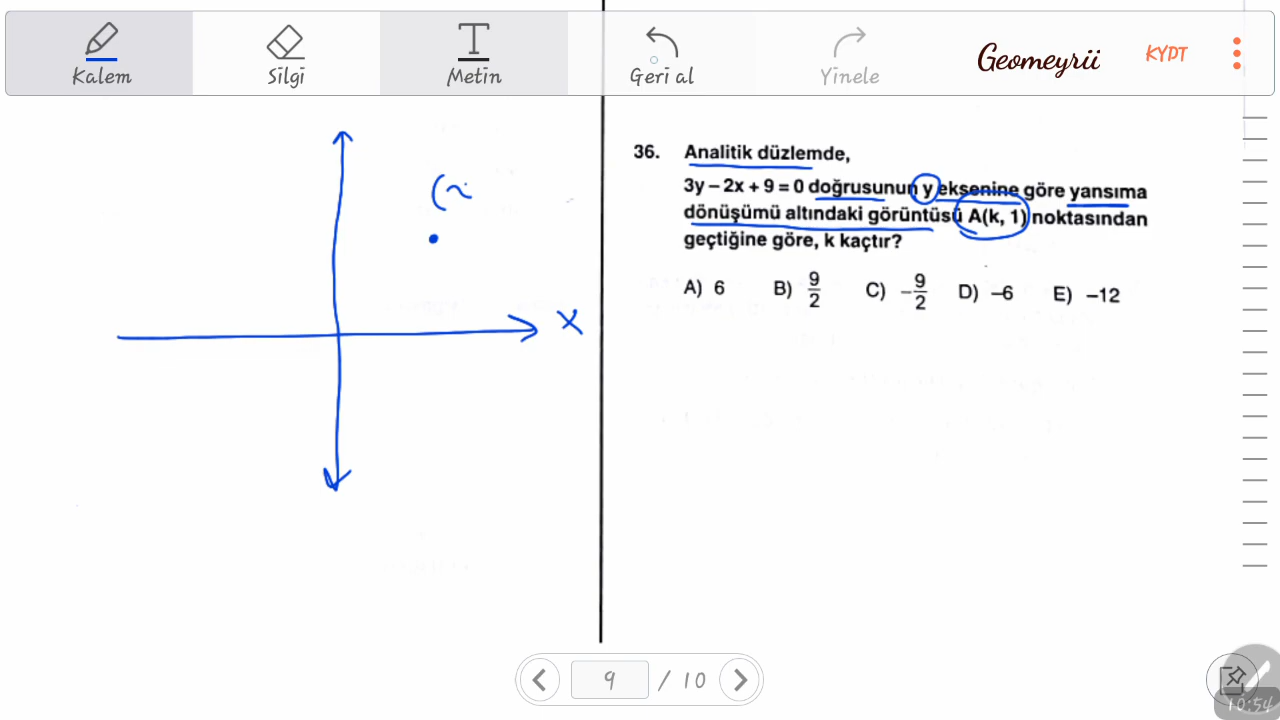 Kalem
Silgi
Metin
Geri al
Yinele
Geomeyrii
KYDT
x
36. Analitik düzlemde,
3y – 2x + 9 = 0 doğrusunun y eksenine göre yansıma
dönüşümü altındaki görüntüsü A(k, 1) noktasından
geçtiğine göre, k kaçtır?
A) 6 B) 9/2 C) –9/2 D) –6 E) –12
9 / 10
10:54